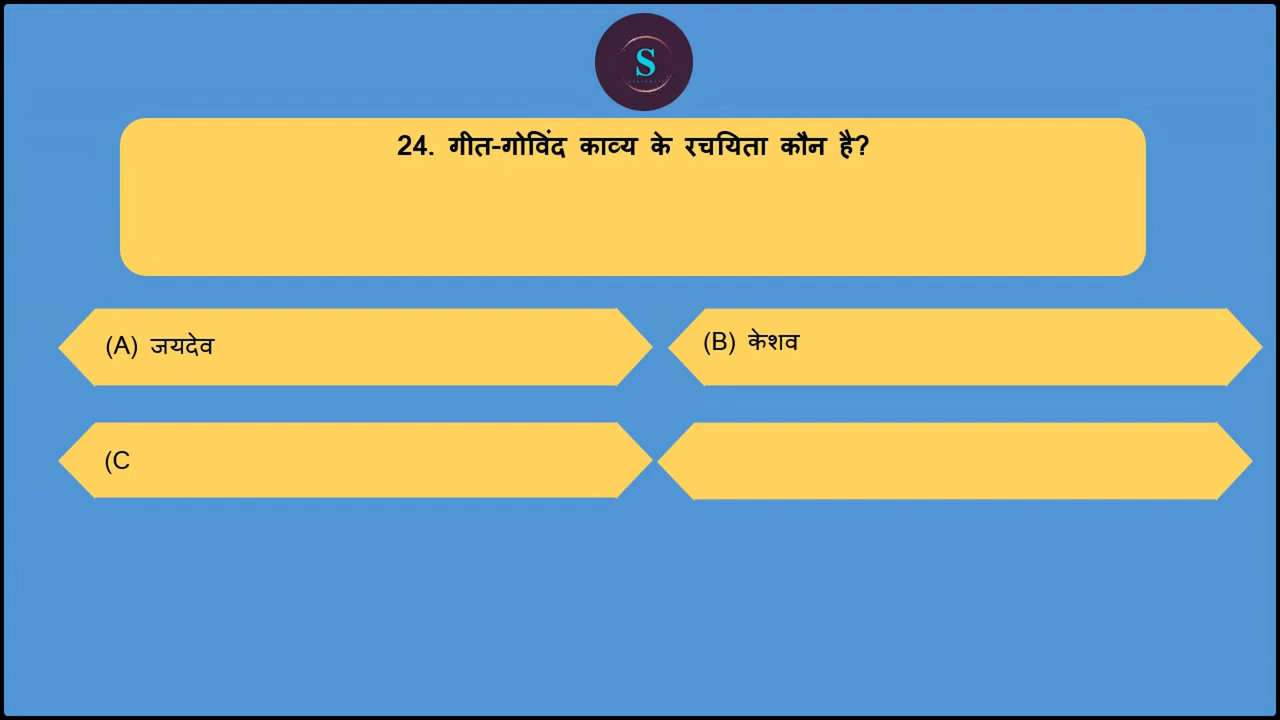 S
24. गीत-गोविंद काव्य के रचयिता कौन है?
(A) जयदेव
(B) केशव
(C